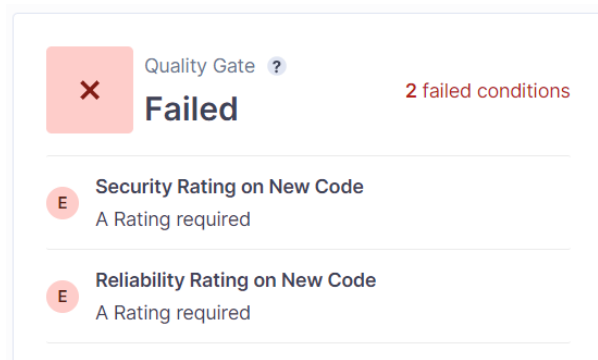 Quality Gate ?
Failed
2 failed conditions
E
Security Rating on New Code
A Rating required
E
Reliability Rating on New Code
A Rating required